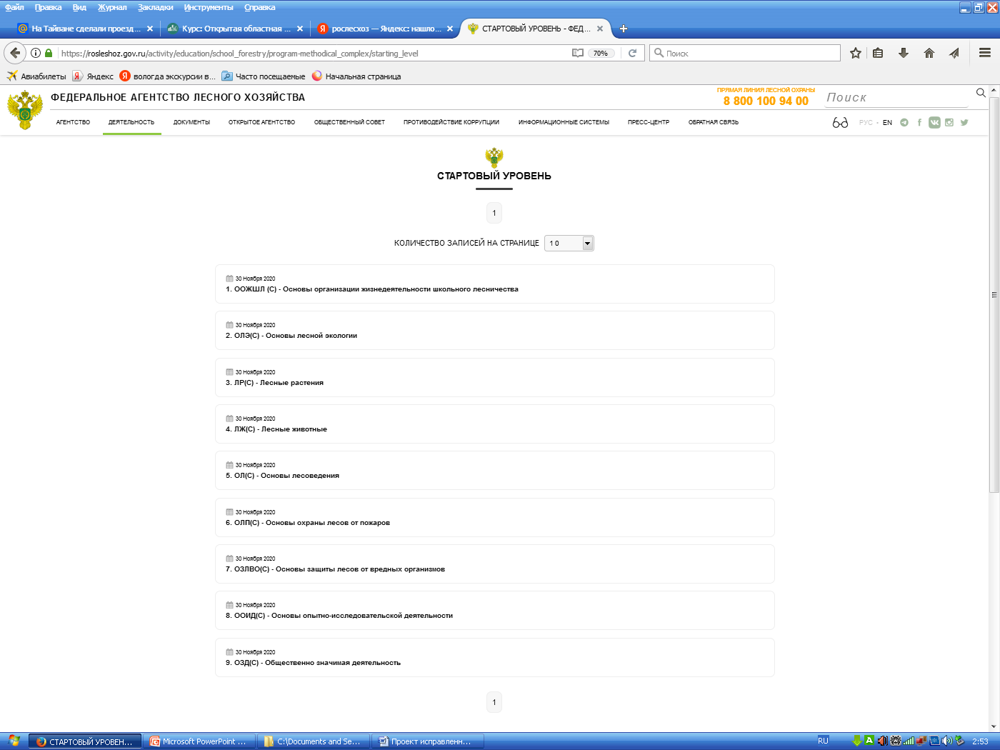 Файл Правка Вид Журнал Закладки Инструменты Справка
На Тайване сделали проезд... Курс: Открытая областная ... рослесхоз — Яндекс: нашло... СТАРТОВЫЙ УРОВЕНЬ - ФЕД...
https://rosleshoz.gov.ru/activity/education/school_forestry/program-methodical_complex/starting_level 70% Поиск
Авиабилеты Яндекс вологда экскурсии в... Часто посещаемые Начальная страница
ФЕДЕРАЛЬНОЕ АГЕНТСТВО ЛЕСНОГО ХОЗЯЙСТВА
ПРЯМАЯ ЛИНИЯ ЛЕСНОЙ ОХРАНЫ
8 800 100 94 00
Поиск
АГЕНТСТВО ДЕЯТЕЛЬНОСТЬ ДОКУМЕНТЫ ОТКРЫТОЕ АГЕНТСТВО ОБЩЕСТВЕННЫЙ СОВЕТ ПРОТИВОДЕЙСТВИЕ КОРРУПЦИИ ИНФОРМАЦИОННЫЕ СИСТЕМЫ ПРЕСС-ЦЕНТР ОБРАТНАЯ СВЯЗЬ РУС - EN
СТАРТОВЫЙ УРОВЕНЬ
1
КОЛИЧЕСТВО ЗАПИСЕЙ НА СТРАНИЦЕ 10
30 Ноября 2020
1. ООЖШЛ (С) - Основы организации жизнедеятельности школьного лесничества
30 Ноября 2020
2. ОЛЭ(С) - Основы лесной экологии
30 Ноября 2020
3. ЛР(С) - Лесные растения
30 Ноября 2020
4. ЛЖ(С) - Лесные животные
30 Ноября 2020
5. ОЛ(С) - Основы лесоведения
30 Ноября 2020
6. ОЛП(С) - Основы охраны лесов от пожаров
30 Ноября 2020
7. ОЗЛВО(С) - Основы защиты лесов от вредных организмов
30 Ноября 2020
8. ООИД(С) - Основы опытно-исследовательской деятельности
30 Ноября 2020
9. ОЗД(С) - Общественно значимая деятельность
1
СТАРТОВЫЙ УРОВЕН... Microsoft PowerPoint ... C:\Documents and Se... Проект исправленн... RU 2:53